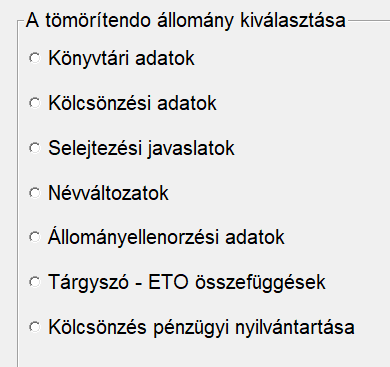 A tömörítendo állomány kiválasztása
Könyvtári adatok
Kölcsönzési adatok
Selejtezési javaslatok
Névváltozatok
Állományellenorzési adatok
Tárgyszó - ETO összefüggések
Kölcsönzés pénzügyi nyilvántartása